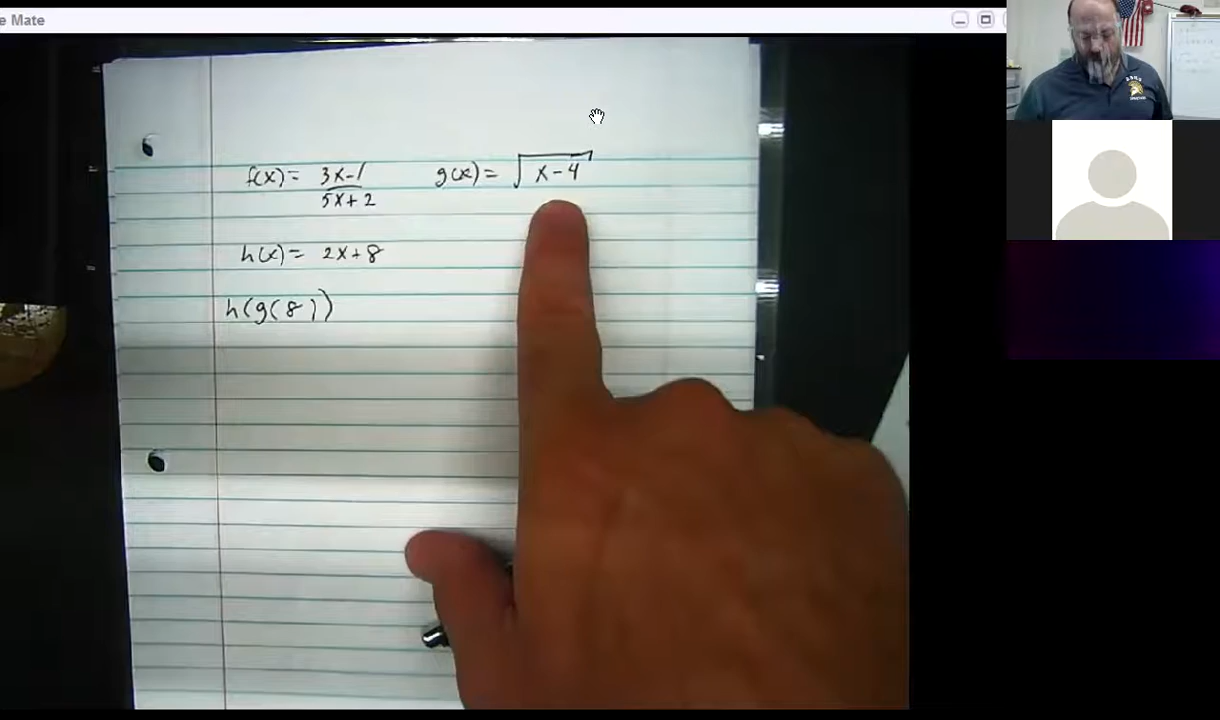 e Mate
f(x) = 3x-1 g(x) = √x-4
5x+2
h(x) = 2x+8
h(g(8))